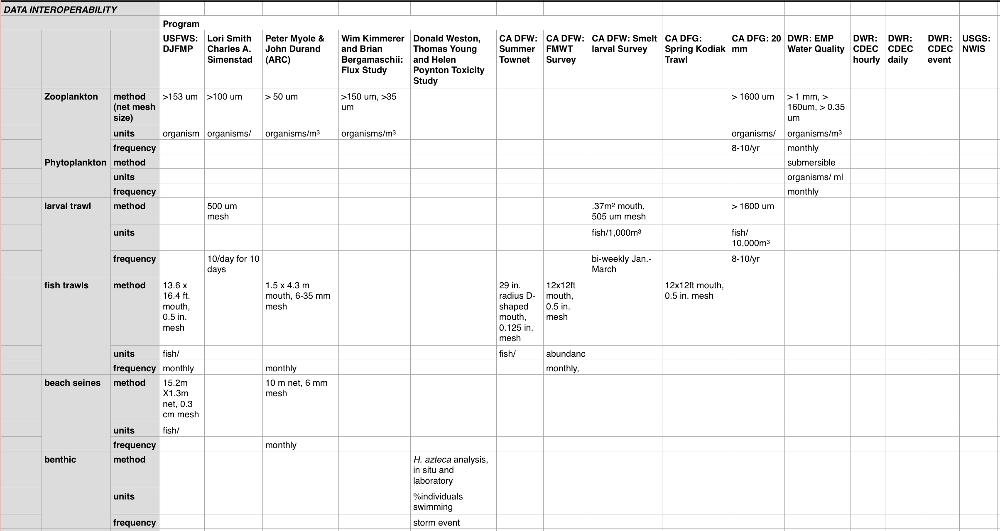 DATA INTEROPERABILITY
Program
USFWS: DJFMP
Lori Smith Charles A. Simenstad
Peter Myole & John Durand (ARC)
Wim Kimmerer and Brian Bergamaschii: Flux Study
Donald Weston, Thomas Young and Helen Poynton Toxicity Study
CA DFW: Summer Townet
CA DFW: FMWT Survey
CA DFW: Smelt larval Survey
CA DFG: Spring Kodiak Trawl
CA DFG: 20 mm
DWR: EMP Water Quality
DWR: CDEC hourly
DWR: CDEC daily
DWR: CDEC event
USGS: NWIS
Zooplankton
method (net mesh size)
>153 um
>100 um
> 50 um
>150 um, >35 um
> 1600 um
> 1 mm, > 160um, > 0.35 um
units
organism
organisms/
organisms/m³
organisms/m³
organisms/
organisms/m³
frequency
8-10/yr
monthly
Phytoplankton
method
submersible
units
organisms/ ml
frequency
monthly
larval trawl
method
500 um mesh
.37m² mouth, 505 um mesh
> 1600 um
units
fish/1,000m³
fish/ 10,000m³
frequency
10/day for 10 days
bi-weekly Jan.-March
8-10/yr
fish trawls
method
13.6 x 16.4 ft. mouth, 0.5 in. mesh
1.5 x 4.3 m mouth, 6-35 mm mesh
29 in. radius D-shaped mouth, 0.125 in. mesh
12x12ft mouth, 0.5 in. mesh
12x12ft mouth, 0.5 in. mesh
units
fish/
fish/
abundanc
frequency
monthly
monthly
monthly,
beach seines
method
15.2m X1.3m net, 0.3 cm mesh
10 m net, 6 mm mesh
units
fish/
frequency
monthly
benthic
method
H. azteca analysis, in situ and laboratory
units
%individuals swimming
frequency
storm event